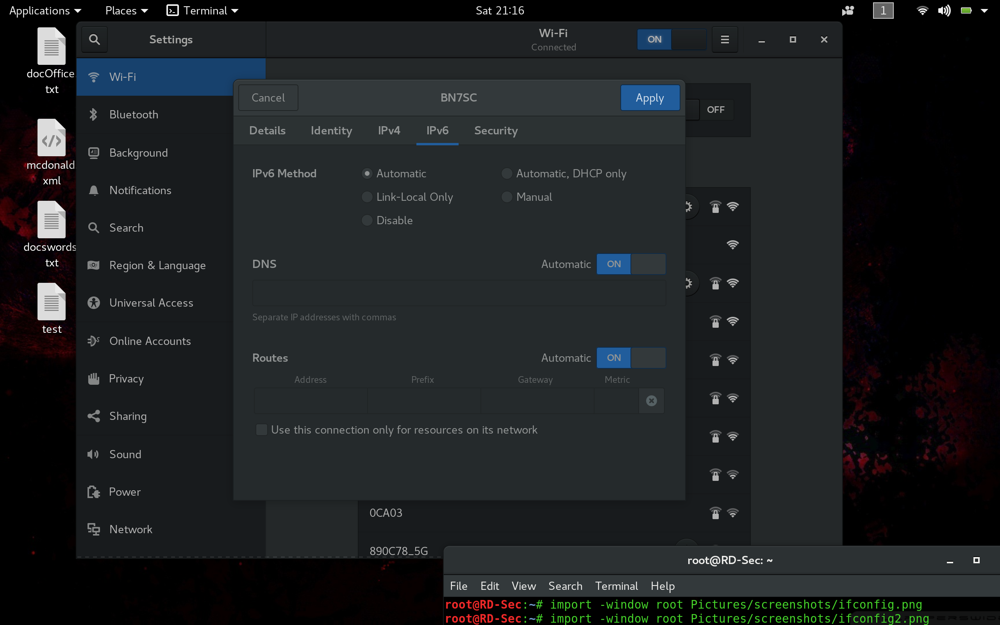 Applications Places Terminal Sat 21:16 1
docOffice.
txt
mcdonald.
xml
docswords
txt
test
Settings
Wi-Fi
Connected
ON
Wi-Fi
Bluetooth
Background
Notifications
Search
Region & Language
Universal Access
Online Accounts
Privacy
Sharing
Sound
Power
Network
Cancel BN7SC Apply
OFF
Details Identity IPv4 IPv6 Security
IPv6 Method Automatic Automatic, DHCP only
Link-Local Only Manual
Disable
DNS Automatic ON
Separate IP addresses with commas
Routes Automatic ON
Address Prefix Gateway Metric
Use this connection only for resources on its network
0CA03
890C78_5G
root@RD-Sec: ~
File Edit View Search Terminal Help
root@RD-Sec:~# import -window root Pictures/screenshots/ifconfig.png
root@RD-Sec:~# import -window root Pictures/screenshots/ifconfig2.png